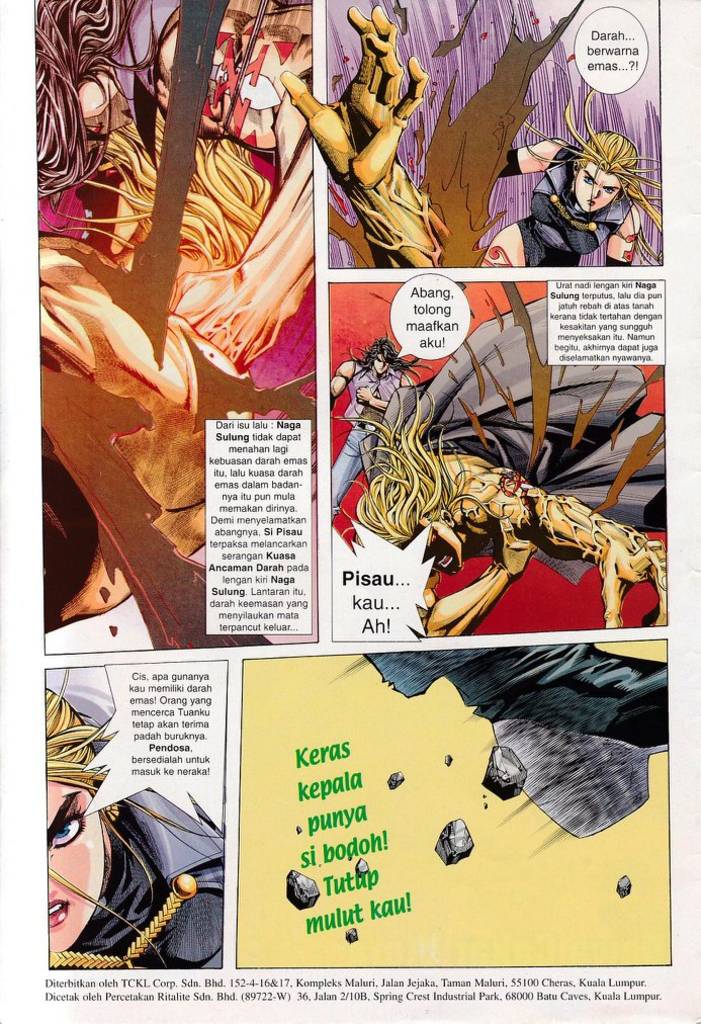 Darah...
berwarna
emas...?!
Dari isu lalu : Naga
Sulung tidak dapat
menahan lagi
kebuasan darah emas
itu, lalu kuasa darah
emas dalam badan-
nya itu pun mula
memakan dirinya.
Demi menyelamatkan
abangnya, Si Pisau
terpaksa melancarkan
serangan Kuasa
Ancaman Darah pada
lengan kiri Naga
Sulung. Lantaran itu,
darah keemasan yang
menyilaukan mata
terpancut keluar...
Abang,
tolong
maafkan
aku!
Urat nadi lengan kiri Naga
Sulung terputus, lalu dia pun
jatuh rebah di atas tanah
kerana tidak tertahan dengan
kesakitan yang sungguh
menyeksakan itu. Namun
begitu, akhirnya dapat juga
diselamatkan nyawanya.
Pisau...
kau...
Ah!
Cis, apa gunanya
kau memiliki darah
emas! Orang yang
mencerca Tuanku
tetap akan terima
padah buruknya.
Pendosa,
bersedialah untuk
masuk ke neraka!
Keras
kepala
punya
si bodoh!
Tutup
mulut kau!
Diterbitkan oleh TCKL Corp. Sdn. Bhd. 152-4-16&17, Kompleks Maluri, Jalan Jejaka, Taman Maluri, 55100 Cheras, Kuala Lumpur.
Dicetak oleh Percetakan Ritalite Sdn. Bhd. (89722-W) 36, Jalan 2/10B, Spring Crest Industrial Park, 68000 Batu Caves, Kuala Lumpur.